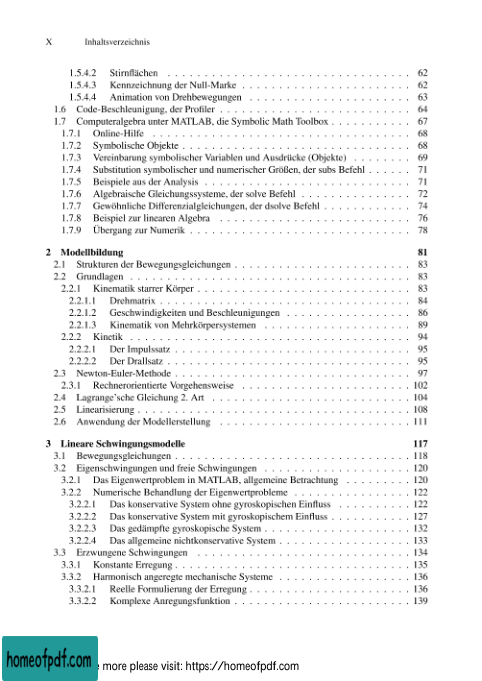 X Inhaltsverzeichnis
1.5.4.2 Stirnflächen . . . . . . . . . . . . . . . . . . . . . . . . . . . . . . . 62
1.5.4.3 Kennzeichnung der Null-Marke . . . . . . . . . . . . . . . . . . . . 62
1.5.4.4 Animation von Drehbewegungen . . . . . . . . . . . . . . . . . . . 63
1.6 Code-Beschleunigung, der Profiler . . . . . . . . . . . . . . . . . . . . . . 64
1.7 Computeralgebra unter MATLAB, die Symbolic Math Toolbox . . . . . . . . . 67
1.7.1 Online-Hilfe . . . . . . . . . . . . . . . . . . . . . . . . . . . . . . . 68
1.7.2 Symbolische Objekte . . . . . . . . . . . . . . . . . . . . . . . . . . . 68
1.7.3 Vereinbarung symbolischer Variablen und Ausdrücke (Objekte) . . . . . . . . 69
1.7.4 Substitution symbolischer und numerischer Größen, der subs Befehl . . . . . . 71
1.7.5 Beispiele aus der Analysis . . . . . . . . . . . . . . . . . . . . . . . . 71
1.7.6 Algebraische Gleichungssysteme, der solve Befehl . . . . . . . . . . . . . 72
1.7.7 Gewöhnliche Differenzialgleichungen, der dsolve Befehl . . . . . . . . . . . 74
1.7.8 Beispiel zur linearen Algebra . . . . . . . . . . . . . . . . . . . . . . . 76
1.7.9 Übergang zur Numerik . . . . . . . . . . . . . . . . . . . . . . . . . . 78
2 Modellbildung 81
2.1 Strukturen der Bewegungsgleichungen . . . . . . . . . . . . . . . . . . . . 83
2.2 Grundlagen . . . . . . . . . . . . . . . . . . . . . . . . . . . . . . . . . 83
2.2.1 Kinematik starrer Körper . . . . . . . . . . . . . . . . . . . . . . . . . 83
2.2.1.1 Drehmatrix . . . . . . . . . . . . . . . . . . . . . . . . . . . . . . 84
2.2.1.2 Geschwindigkeiten und Beschleunigungen . . . . . . . . . . . . . . . 86
2.2.1.3 Kinematik von Mehrkörpersystemen . . . . . . . . . . . . . . . . . . 89
2.2.2 Kinetik . . . . . . . . . . . . . . . . . . . . . . . . . . . . . . . . . 94
2.2.2.1 Der Impulssatz . . . . . . . . . . . . . . . . . . . . . . . . . . . . 95
2.2.2.2 Der Drallsatz . . . . . . . . . . . . . . . . . . . . . . . . . . . . . 95
2.3 Newton-Euler-Methode . . . . . . . . . . . . . . . . . . . . . . . . . . . . 97
2.3.1 Rechnerorientierte Vorgehensweise . . . . . . . . . . . . . . . . . . . . 102
2.4 Lagrange’sche Gleichung 2. Art . . . . . . . . . . . . . . . . . . . . . . . 104
2.5 Linearisierung . . . . . . . . . . . . . . . . . . . . . . . . . . . . . . . . 108
2.6 Anwendung der Modellerstellung . . . . . . . . . . . . . . . . . . . . . . 111
3 Lineare Schwingungsmodelle 117
3.1 Bewegungsgleichungen . . . . . . . . . . . . . . . . . . . . . . . . . . . 118
3.2 Eigenschwingungen und freie Schwingungen . . . . . . . . . . . . . . . . 120
3.2.1 Das Eigenwertproblem in MATLAB, allgemeine Betrachtung . . . . . . . . . 120
3.2.2 Numerische Behandlung der Eigenwertprobleme . . . . . . . . . . . . . . 122
3.2.2.1 Das konservative System ohne gyroskopischen Einfluss . . . . . . . . . 122
3.2.2.2 Das konservative System mit gyroskopischem Einfluss . . . . . . . . . . 127
3.2.2.3 Das gedämpfte gyroskopische System . . . . . . . . . . . . . . . . . . 132
3.2.2.4 Das allgemeine nichtkonservative System . . . . . . . . . . . . . . . . 133
3.3 Erzwungene Schwingungen . . . . . . . . . . . . . . . . . . . . . . . . . 134
3.3.1 Konstante Erregung . . . . . . . . . . . . . . . . . . . . . . . . . . . . 135
3.3.2 Harmonisch angeregte mechanische Systeme . . . . . . . . . . . . . . . . 136
3.3.2.1 Reelle Formulierung der Erregung . . . . . . . . . . . . . . . . . . . . 136
3.3.2.2 Komplexe Anregungsfunktion . . . . . . . . . . . . . . . . . . . . . . 139
homeofpdf.com
more please visit: https://homeofpdf.com